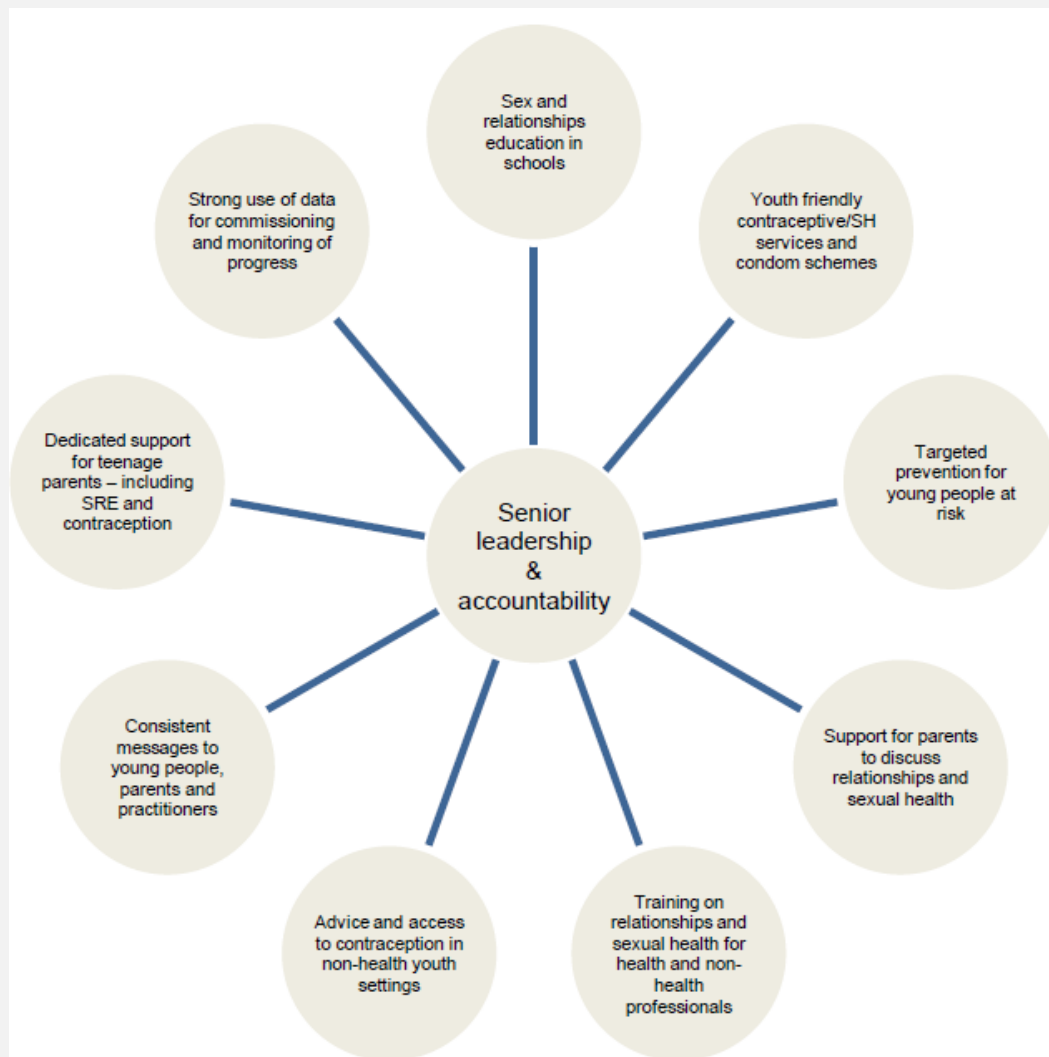 Sex and
relationships
education in
schools
Youth friendly
contraceptive/SH
services and
condom schemes
Targeted
prevention for
young people at
risk
Support for parents
to discuss
relationships and
sexual health
Training on
relationships and
sexual health for
health and non-
health
professionals
Advice and access
to contraception in
non-health youth
settings
Consistent
messages to
young people,
parents and
practitioners
Dedicated support
for teenage
parents – including
SRE and
contraception
Strong use of data
for commissioning
and monitoring of
progress
Senior
leadership
&
accountability